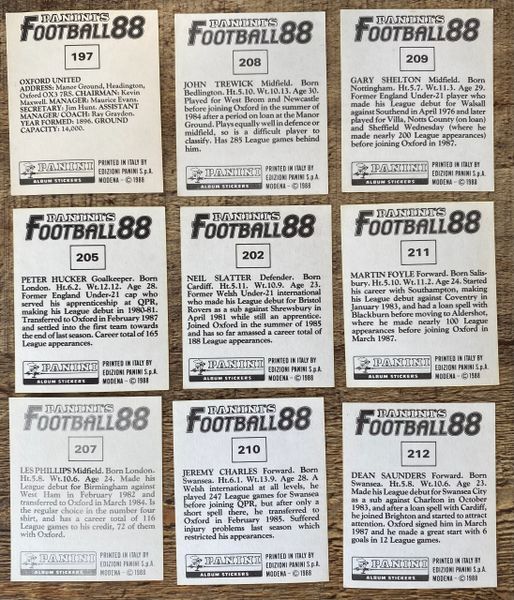 PANINI'S
FOOTBALL 88
197
OXFORD UNITED
ADDRESS: Manor Ground, Headington,
Oxford OX3 7RS. CHAIRMAN: Kevin
Maxwell. MANAGER: Maurice Evans.
SECRETARY: Jim Hunt. ASSISTANT
MANAGER: COACH: Ray Graydon.
YEAR FORMED: 1896. GROUND
CAPACITY: 14,000.
PANINI
ALBUM STICKERS
PRINTED IN ITALY BY
EDIZIONI PANINI S.p.A.
MODENA - © 1988
PANINI'S
FOOTBALL 88
208
JOHN TREWICK Midfield. Born
Bedlington. Ht.5.10. Wt.10.13. Age 30.
Played for West Brom and Newcastle
before joining Oxford in the summer of
1984 after a period on loan at the Manor
Ground. Plays equally well in defence or
midfield, so is a difficult player to
classify. Has 285 League games behind
him.
PANINI
ALBUM STICKERS
PRINTED IN ITALY BY
EDIZIONI PANINI S.p.A.
MODENA - © 1988
PANINI'S
FOOTBALL 88
209
GARY SHELTON Midfield. Born
Nottingham. Ht.5.7. Wt.11.3. Age 29.
Former England Under-21 player who
made his League debut for Walsall
against Southend in April 1976 and later
played for Villa, Notts County (on loan)
and Sheffield Wednesday (where he
made nearly 200 League appearances)
before joining Oxford in 1987.
PANINI
ALBUM STICKERS
PRINTED IN ITALY BY
EDIZIONI PANINI S.p.A.
MODENA - © 1988
PANINI'S
FOOTBALL 88
205
PETER HUCKER Goalkeeper. Born
London. Ht.6.2. Wt.12.12. Age 28.
Former England Under-21 cap who
served his apprenticeship at QPR,
making his League debut in 1980-81.
Transferred to Oxford in February 1987
and settled into the first team towards
the end of last season. Career total of 165
League appearances.
PANINI
ALBUM STICKERS
PRINTED IN ITALY BY
EDIZIONI PANINI S.p.A.
MODENA - © 1988
PANINI'S
FOOTBALL 88
202
NEIL SLATTER Defender. Born
Cardiff. Ht.5.11. Wt.10.9. Age 23.
Former Welsh Under-21 international
who made his League debut for Bristol
Rovers as a sub against Shrewsbury in
April 1981 while still an apprentice.
Joined Oxford in the summer of 1985
and has so far amassed a career total of
188 League appearances.
PANINI
ALBUM STICKERS
PRINTED IN ITALY BY
EDIZIONI PANINI S.p.A.
MODENA - © 1988
PANINI'S
FOOTBALL 88
211
MARTIN FOYLE Forward. Born Salis-
bury. Ht.5.10. Wt.11.2. Age 24. Started
his career with Southampton, making
his League debut against Coventry in
January 1983, and had a loan spell with
Blackburn before moving to Aldershot,
where he made nearly 100 League
appearances before joining Oxford in
March 1987.
PANINI
ALBUM STICKERS
PRINTED IN ITALY BY
EDIZIONI PANINI S.p.A.
MODENA - © 1988
PANINI'S
FOOTBALL 88
207
LES PHILLIPS Midfield. Born London.
Ht.5.8. Wt.10.6. Age 24. Made his
League debut for Birmingham against
West Ham in February 1982 and
transferred to Oxford in March 1984. Is
the regular choice in the number four
shirt, and has a career total of 116
League games to his credit, 72 of them
with Oxford.
PANINI
ALBUM STICKERS
PRINTED IN ITALY BY
EDIZIONI PANINI S.p.A.
MODENA - © 1988
PANINI'S
FOOTBALL 88
210
JEREMY CHARLES Forward. Born
Swansea. Ht.6.1. Wt.13.9. Age 28. A
Welsh international at all levels, he
played 247 League games for Swansea
before joining QPR, but after only a
short spell there, he transferred to
Oxford in February 1985. Suffered
injury problems last season which
restricted his appearances.
PANINI
ALBUM STICKERS
PRINTED IN ITALY BY
EDIZIONI PANINI S.p.A.
MODENA - © 1988
PANINI'S
FOOTBALL 88
212
DEAN SAUNDERS Forward. Born
Swansea. Ht.5.8. Wt.10.6. Age 23.
Made his League debut for Swansea City
as a sub against Charlton in October
1983, and after a loan spell with Cardiff,
he joined Brighton and started to attract
attention. Oxford signed him in March
1987 and he made a great start with 6
goals in 12 League games.
PANINI
ALBUM STICKERS
PRINTED IN ITALY BY
EDIZIONI PANINI S.p.A.
MODENA - © 1988